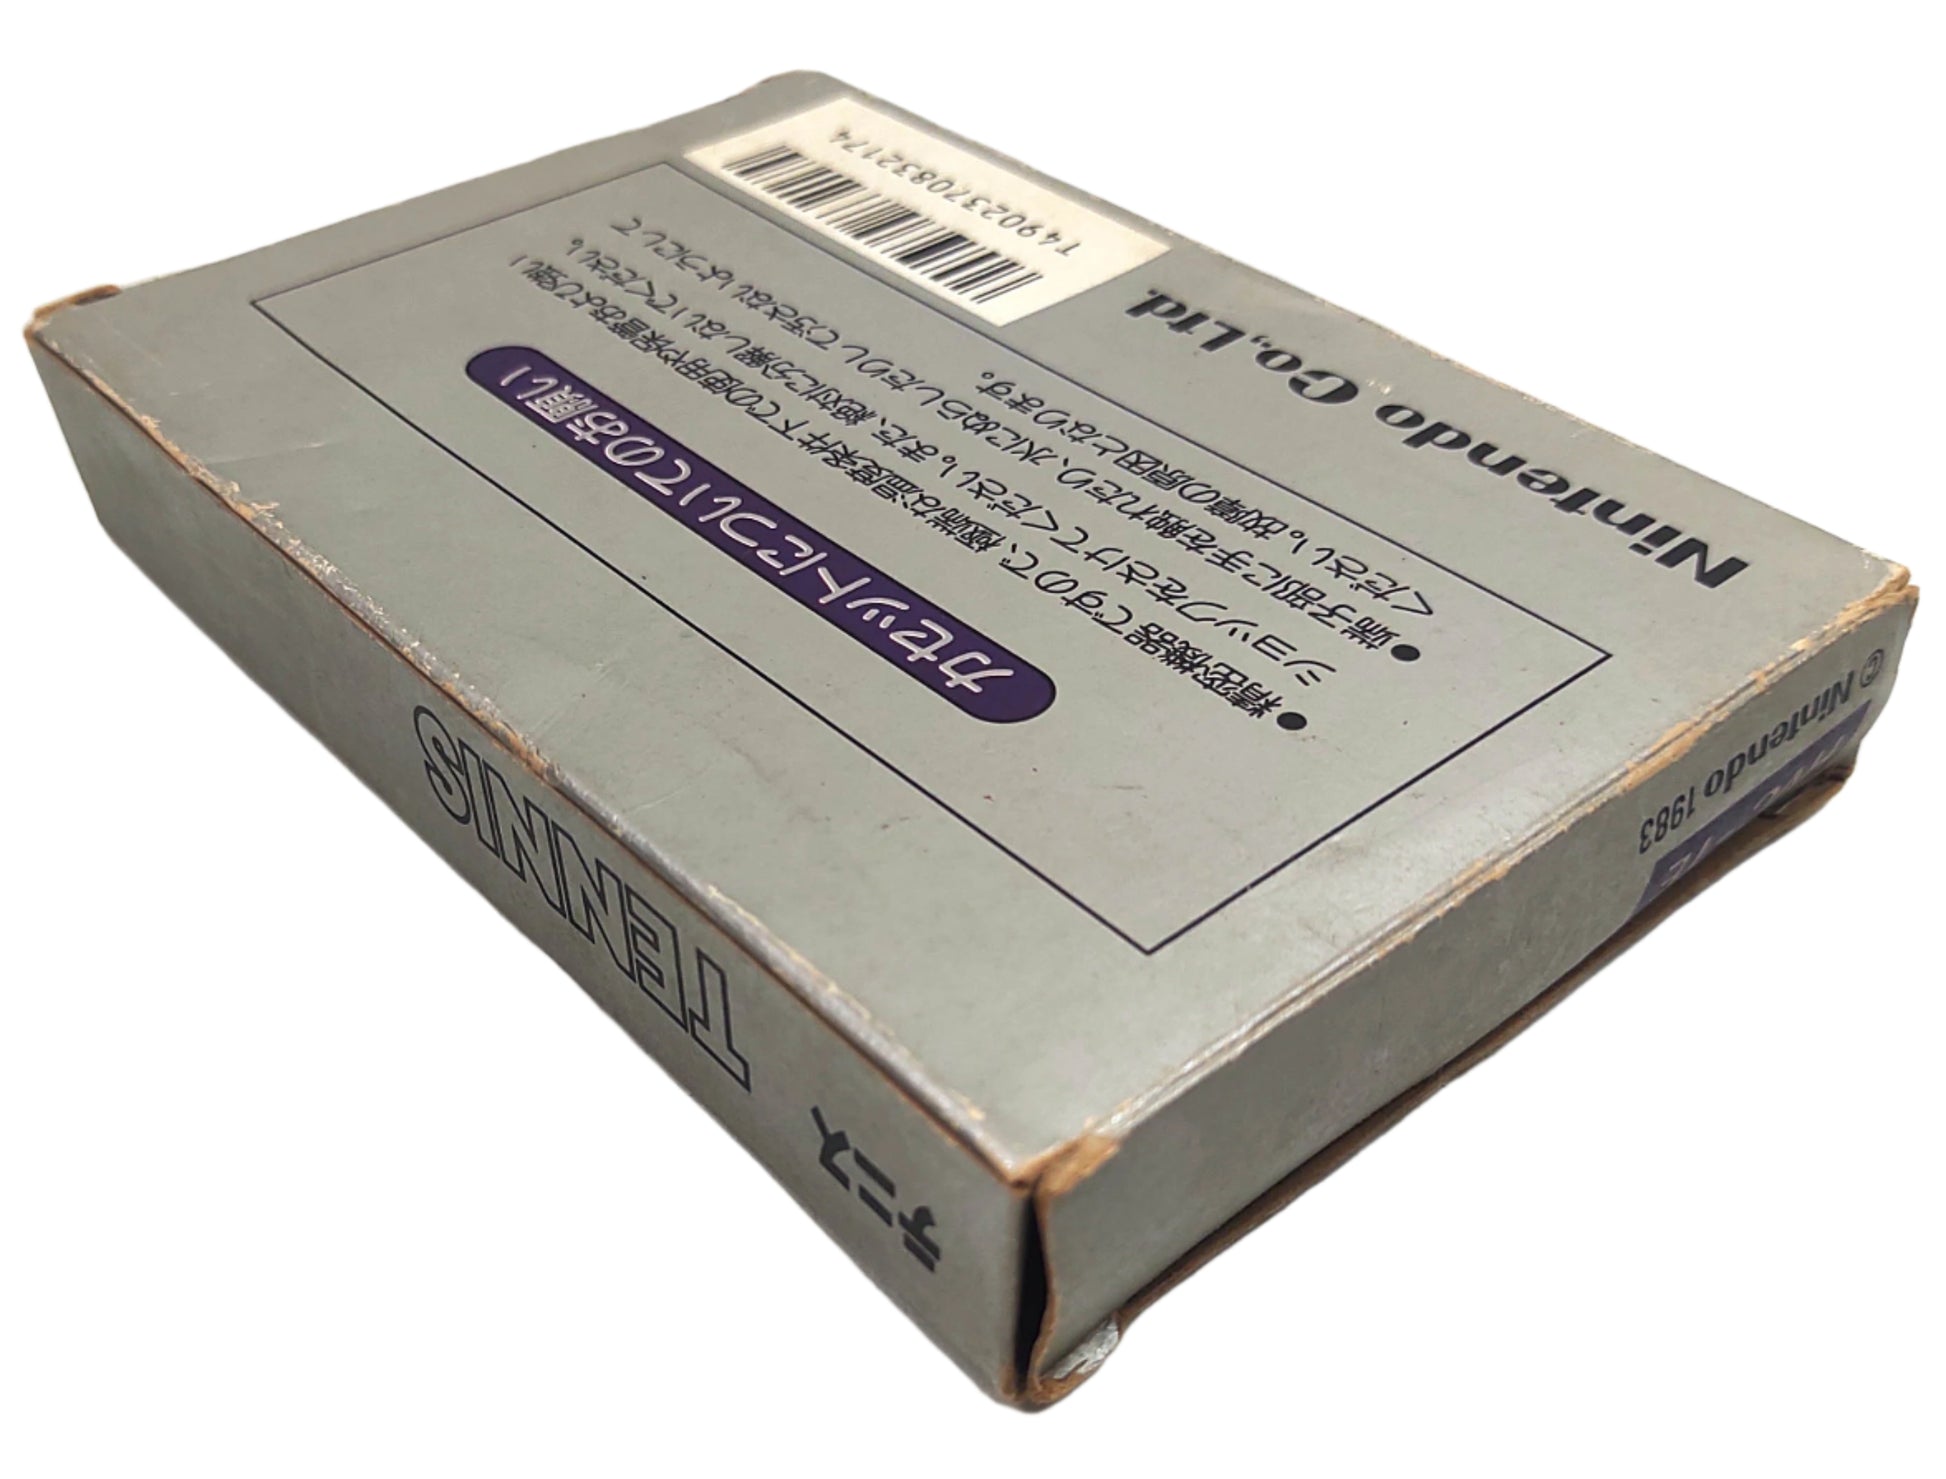 カセットについてのお願い
●精密機器ですので、極端な温度条件下での使用や保管および強い
ショックをさけてください。また、絶対に分解しないでください。
●端子部に手を触れたり、水にぬらしたりして汚さないようにして
ください。故障の原因となります。
Nintendo Co.,Ltd.
T4902370832174
テニス
TENNIS
© Nintendo 1983